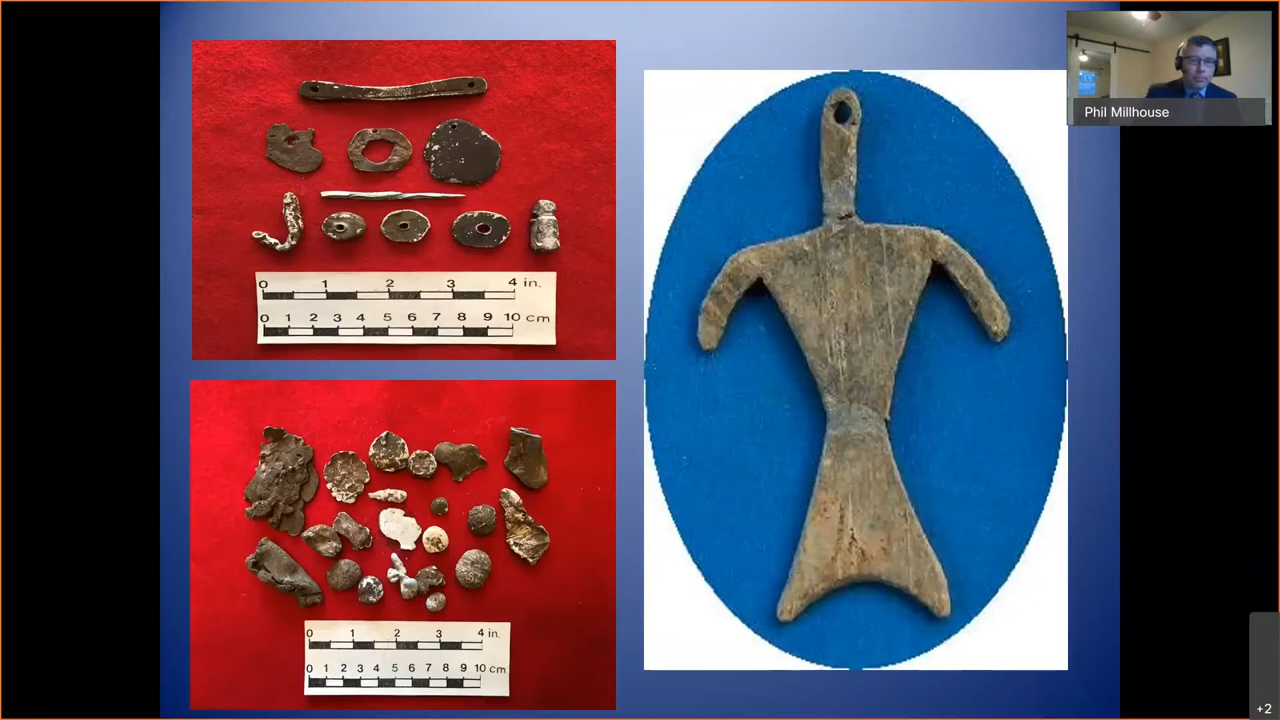 Phil Millhouse
0 1 2 3 4 in.
0 1 2 3 4 5 6 7 8 9 10 cm
0 1 2 3 4 in.
0 1 2 3 4 5 6 7 8 9 10 cm
+2